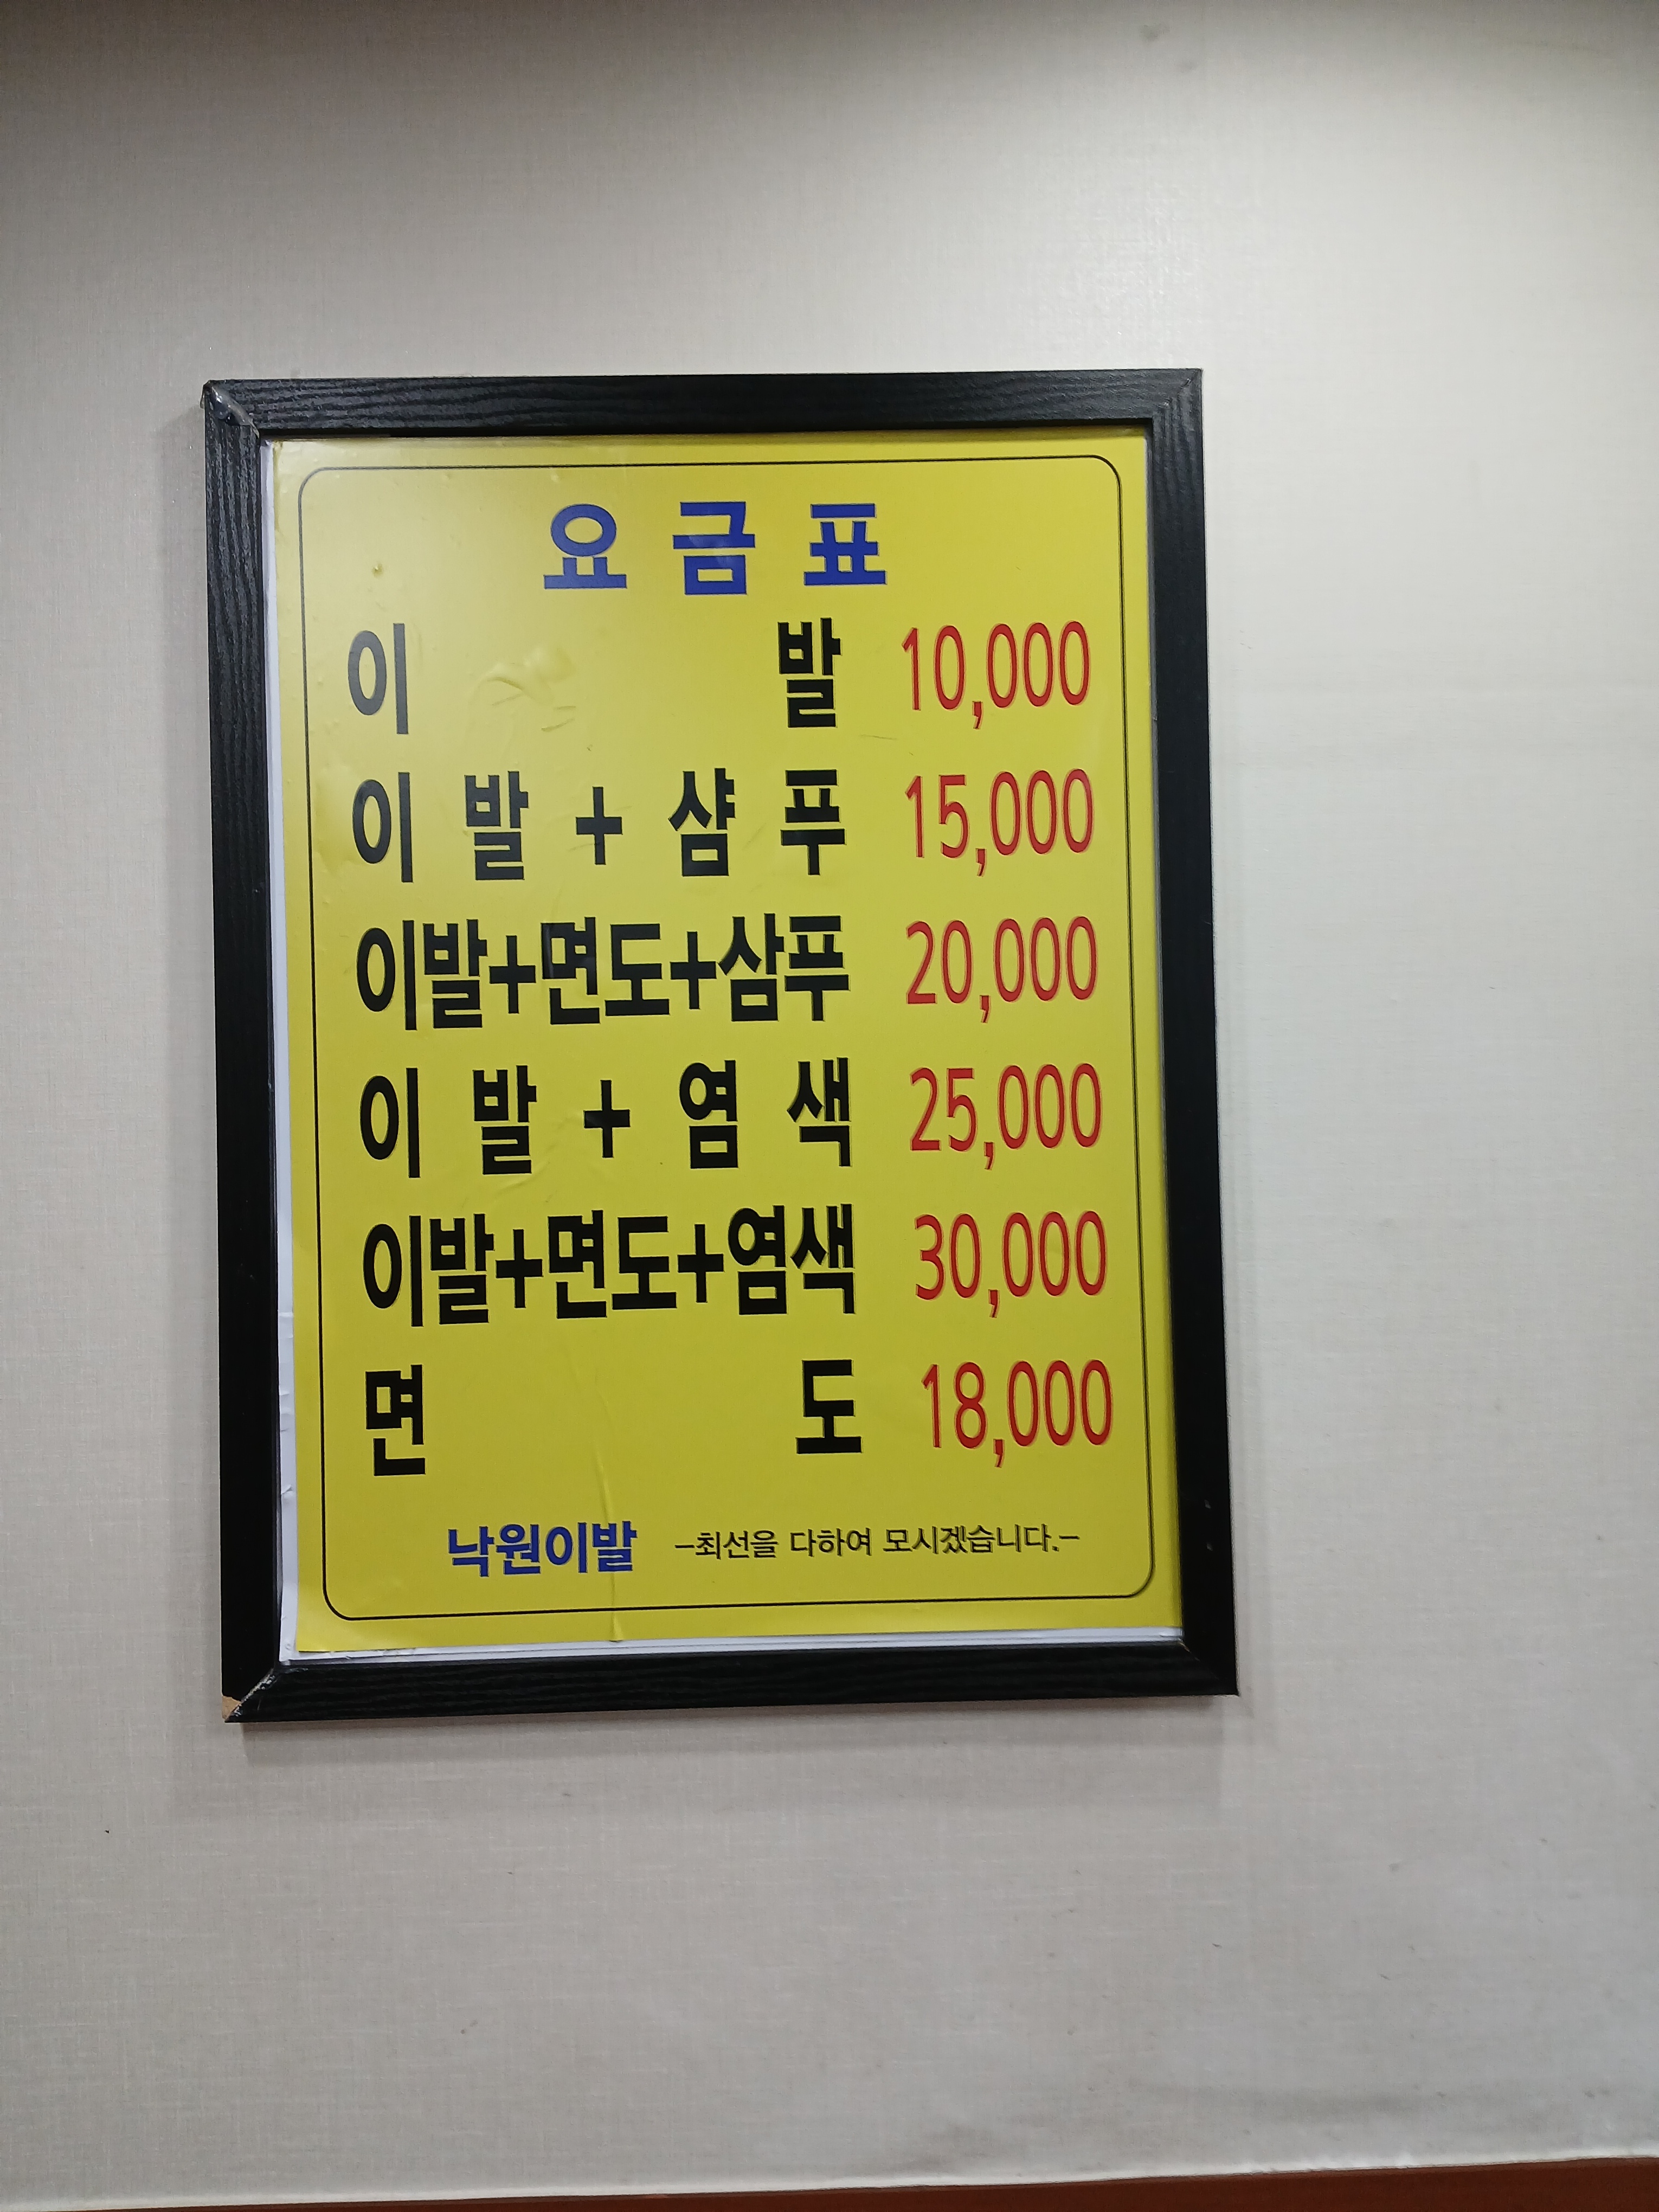 요금표
이발 10,000
이발+샴푸 15,000
이발+면도+삼푸 20,000
이발+염색 25,000
이발+면도+염색 30,000
면도 18,000
낙원이발 -최선을 다하여 모시겠습니다.-